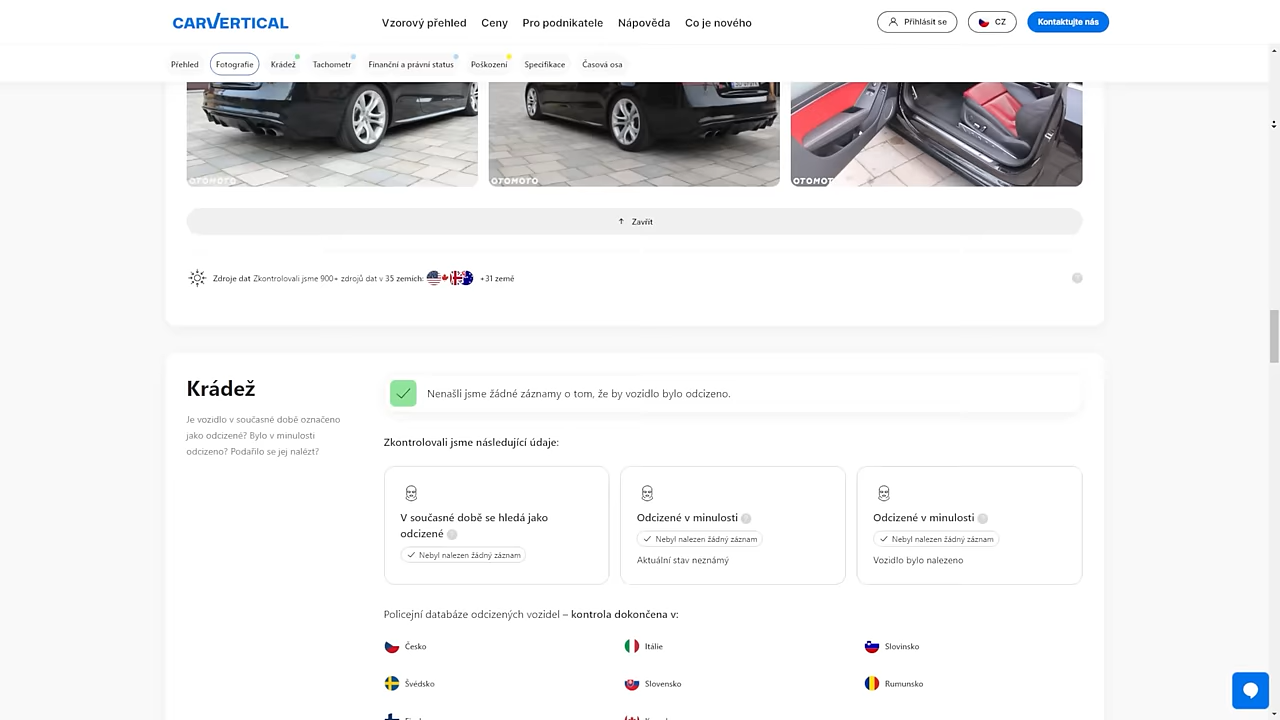 CARVERTICAL
Vzorový přehled
Ceny
Pro podnikatele
Nápověda
Co je nového
Přihlásit se
CZ
Kontaktujte nás
Přehled
Fotografie
Krádež
Tachometr
Finanční a právní status
Poškození
Specifikace
Časová osa
OTOMOTO
OTOMOTO
OTOMOT
↑ Zavřít
Zdroje dat Zkontrolovali jsme 900+ zdrojů dat v 35 zemích: +31 země
Krádež
Je vozidlo v současné době označeno
jako odcizené? Bylo v minulosti
odcizeno? Podařilo se jej nalézt?
Nenašli jsme žádné záznamy o tom, že by vozidlo bylo odcizeno.
Zkontrolovali jsme následující údaje:
V současné době se hledá jako
odcizené
Nebyl nalezen žádný záznam
Odcizené v minulosti
Nebyl nalezen žádný záznam
Aktuální stav neznámý
Odcizené v minulosti
Nebyl nalezen žádný záznam
Vozidlo bylo nalezeno
Policejní databáze odcizených vozidel – kontrola dokončena v:
Česko
Itálie
Slovinsko
Švédsko
Slovensko
Rumunsko